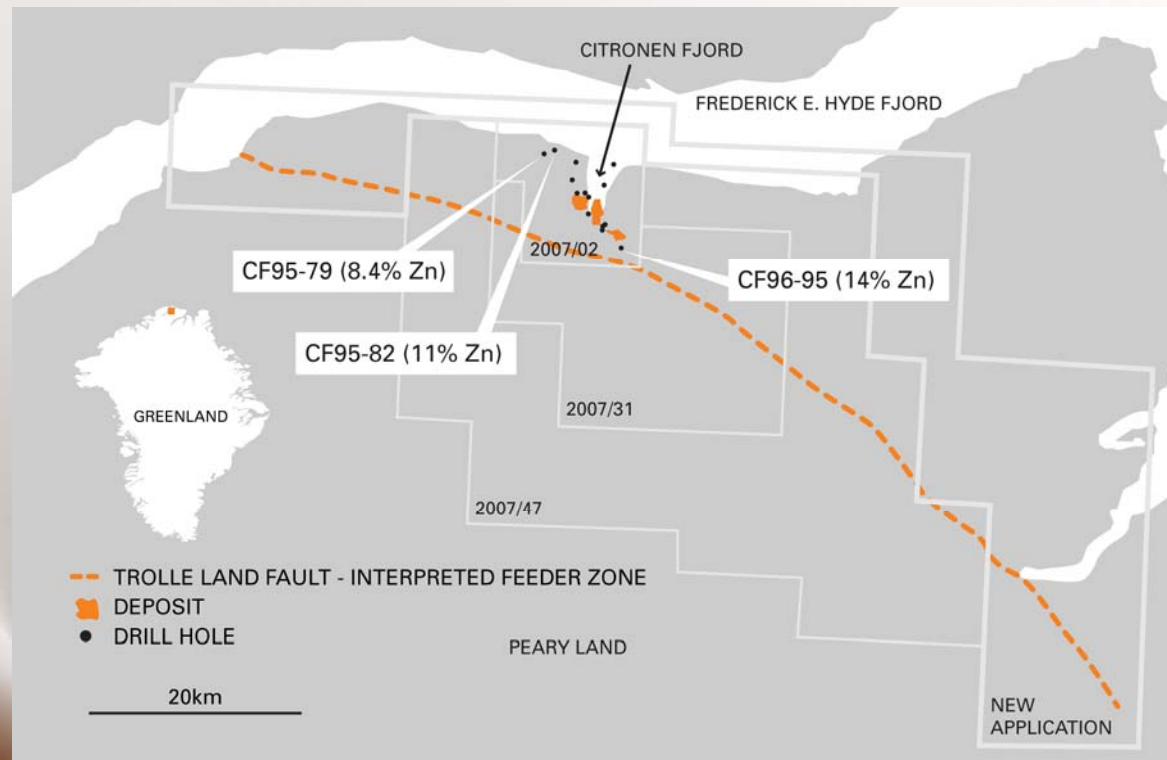 CITRONEN FJORD
FREDERICK E. HYDE FJORD
2007/02
CF95-79 (8.4% Zn)
CF96-95 (14% Zn)
CF95-82 (11% Zn)
GREENLAND
2007/31
2007/47
TROLLE LAND FAULT - INTERPRETED FEEDER ZONE
DEPOSIT
DRILL HOLE
PEARY LAND
20km
NEW
APPLICATION